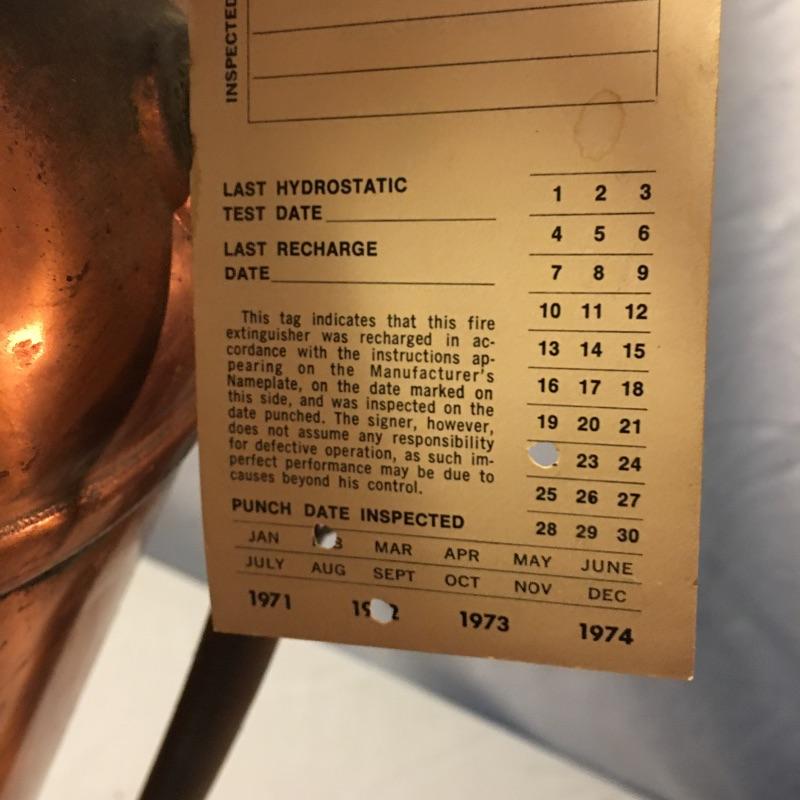 INSPECTED
LAST HYDROSTATIC
TEST DATE
LAST RECHARGE
DATE
This tag indicates that this fire
extinguisher was recharged in ac-
cordance with the instructions ap-
pearing on the Manufacturer's
Nameplate, on the date marked on
this side, and was inspected on the
date punched. The signer, however,
does not assume any responsibility
for defective operation, as such im-
perfect performance may be due to
causes beyond his control.
1 2 3
4 5 6
7 8 9
10 11 12
13 14 15
16 17 18
19 20 21
23 24
25 26 27
28 29 30
PUNCH DATE INSPECTED
JAN MAR APR MAY JUNE
JULY AUG SEPT OCT NOV DEC
1971 1973 1974